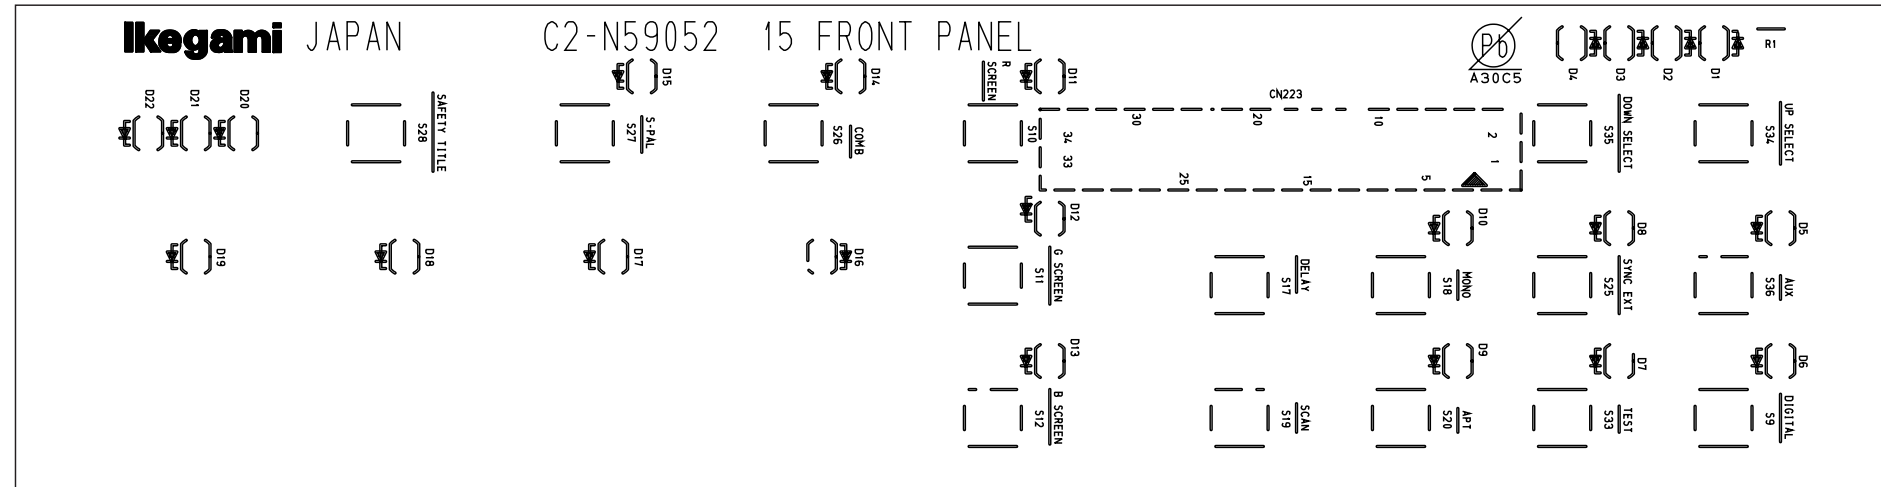 Ikegami JAPAN C2-N59052 15 FRONT PANEL
Pb
A30C5
D4
D3
D2
D1
R1
D22
D21
D20
D15
D14
R SCREEN
D11
S28
SAFETY TITLE
S27
S-PAL
S26
COMB
S10
CN223
30
20
10
34
33
2
1
25
15
5
S35
DOWN SELECT
S34
UP SELECT
D12
D10
D8
D5
D19
D18
D17
D16
S11
G SCREEN
S17
DELAY
S18
MONO
S25
SYNC EXT
S36
AUX
D13
D9
D7
D6
S12
B SCREEN
S19
SCAN
S20
APT
S33
TEST
S9
DIGITAL